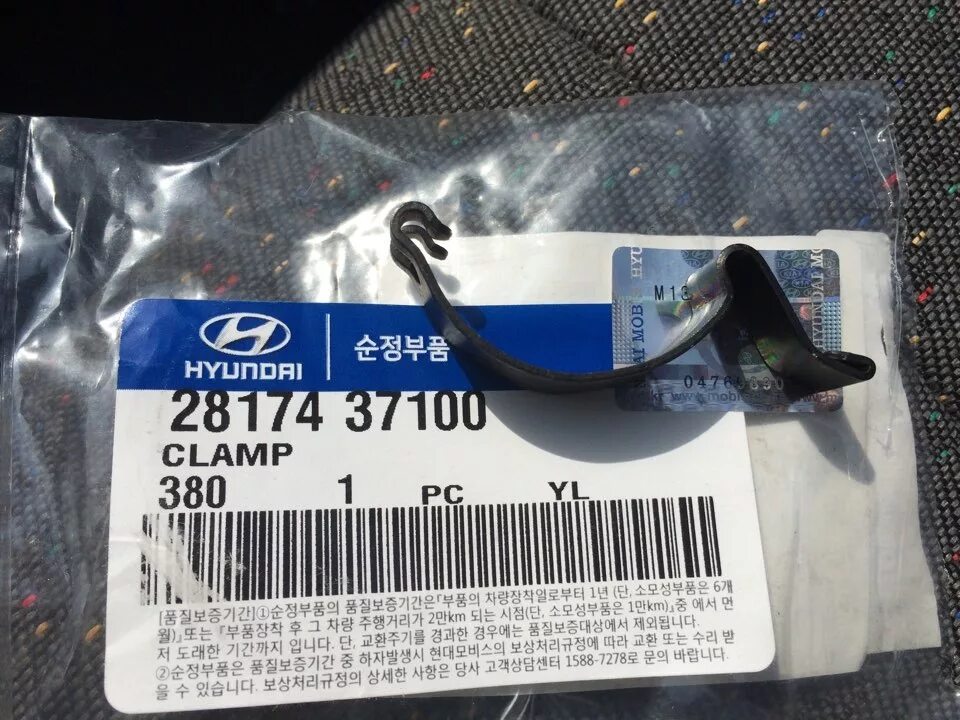 HYUNDAI
순정부품
28174 37100
CLAMP
380 1 PC YL
[품질보증기간]①순정부품의 품질보증기간은「부품의 차량장착일로부터 1년(단, 소모성부품은 6개
월)」또는 「부품장착 후 그 차량 주행거리가 2만km 되는 시점(단, 소모성부품은 1만km)」중 에서 먼
저 도래한 기간까지 입니다. 단, 교환주기를 경과한 경우에는 품질보증대상에서 제외됩니다.
②순정부품은 품질보증기간 중 하자발생시 현대모비스의 보상처리규정에 따라 교환 또는 수리 받
을 수 있습니다. 보상처리규정의 상세한 사항은 당사 고객상담센터 1588-7278로 문의 바랍니다.
HYUNDAI MO